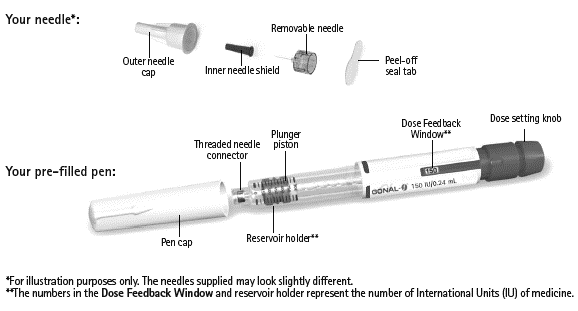 Your needle*:
Removable needle
Outer needle
cap
Inner needle shield
Peel-off
seal tab
Dose Feedback
Window**
Dose setting knob
Threaded needle
connector
Plunger
piston
Your pre-filled pen:
150
GONAL-f 150 IU/0.24 mL
Pen cap
Reservoir holder**
*For illustration purposes only. The needles supplied may look slightly different.
**The numbers in the Dose Feedback Window and reservoir holder represent the number of International Units (IU) of medicine.